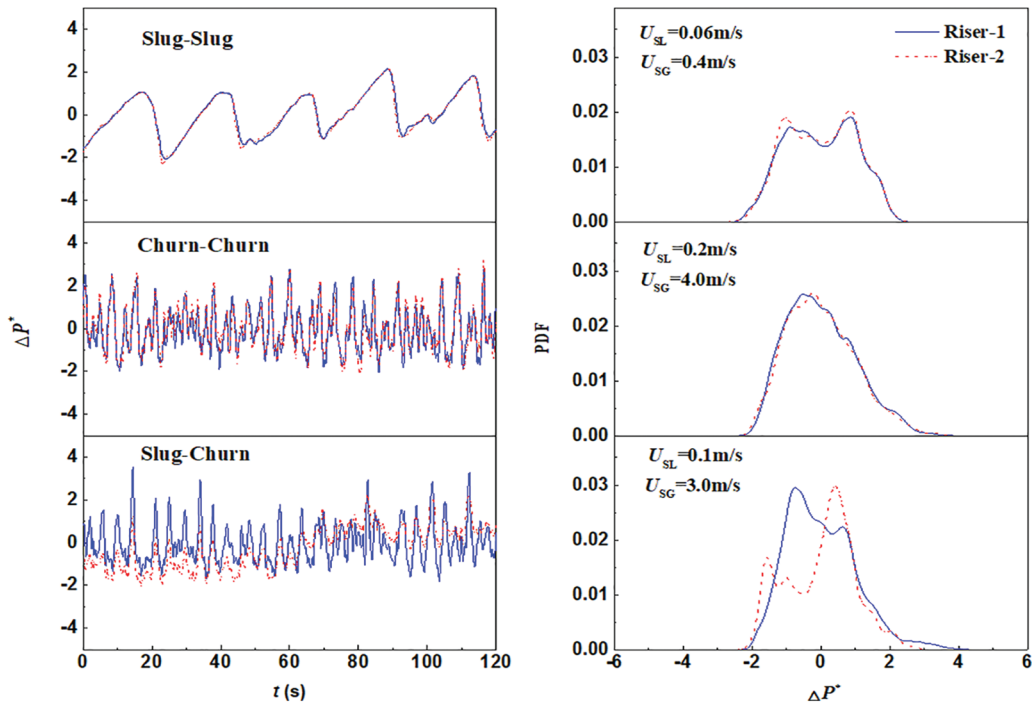 Slug-Slug
4
2
0
-2
-4
Churn-Churn
4
2
0
-2
-4
Slug-Churn
4
2
0
-2
-4
△P*
0 20 40 60 80 100 120
t (s)
U_SL=0.06m/s
U_SG=0.4m/s
Riser-1
Riser-2
0.03
0.02
0.01
0.00
U_SL=0.2m/s
U_SG=4.0m/s
0.03
0.02
0.01
0.00
U_SL=0.1m/s
U_SG=3.0m/s
0.03
0.02
0.01
0.00
PDF
-6 -4 -2 0 2 4 6
△P*